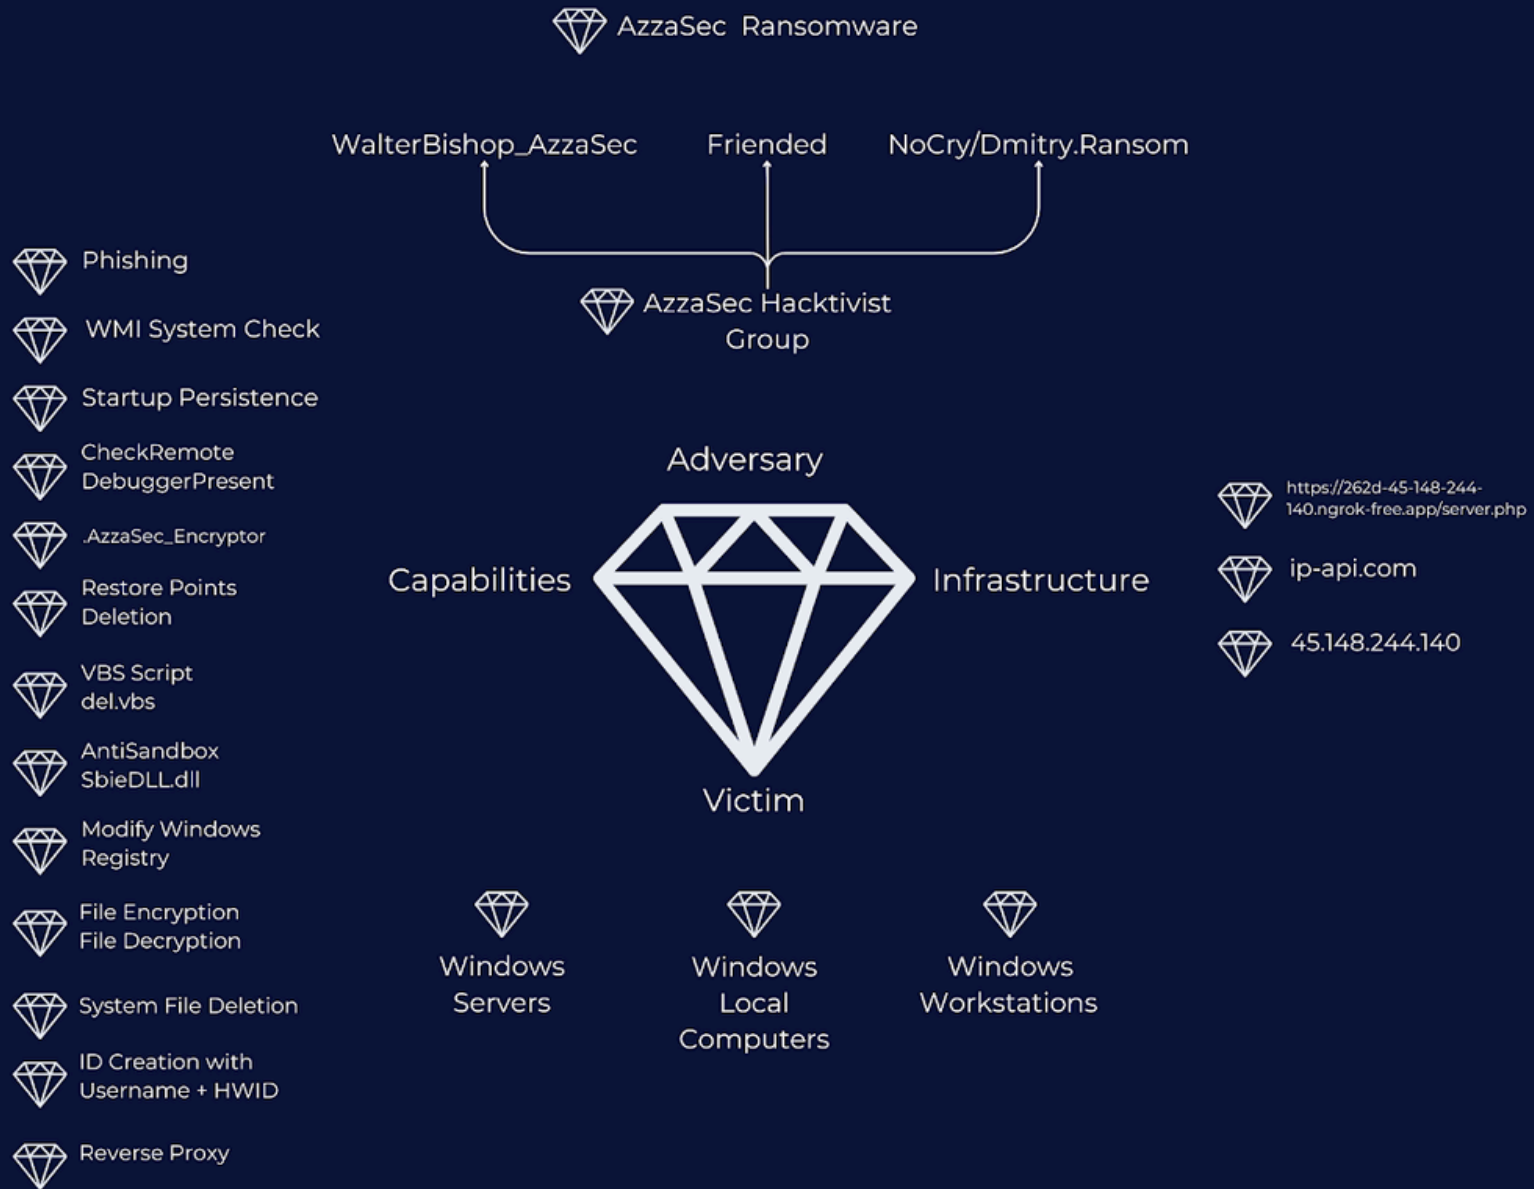 AzzaSec Ransomware
WalterBishop_AzzaSec
Friended
NoCry/Dmitry.Ransom
AzzaSec Hacktivist
Group
Phishing
WMI System Check
Startup Persistence
CheckRemote
DebuggerPresent
.AzzaSec_Encryptor
Restore Points
Deletion
VBS Script
del.vbs
AntiSandbox
SbieDLL.dll
Modify Windows
Registry
File Encryption
File Decryption
System File Deletion
ID Creation with
Username + HWID
Reverse Proxy
Adversary
Capabilities
Infrastructure
Victim
https://262d-45-148-244-
140.ngrok-free.app/server.php
ip-api.com
45.148.244.140
Windows
Servers
Windows
Local
Computers
Windows
Workstations